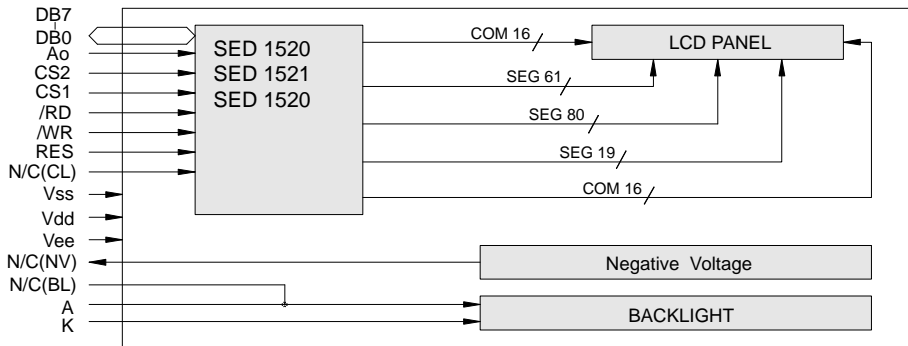 DB7
DB0
Ao
CS2
CS1
/RD
/WR
RES
N/C(CL)
Vss
Vdd
Vee
N/C(NV)
N/C(BL)
A
K
SED 1520
SED 1521
SED 1520
COM 16
SEG 61
SEG 80
SEG 19
COM 16
LCD PANEL
Negative Voltage
BACKLIGHT